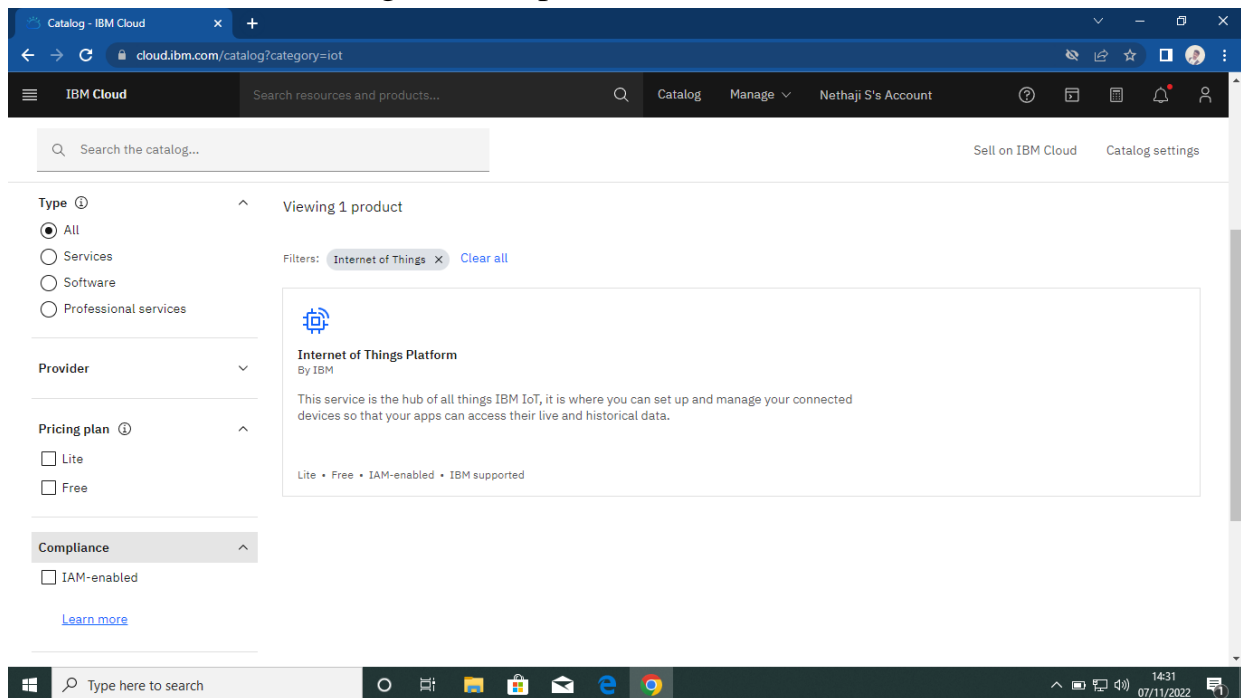 Catalog - IBM Cloud
cloud.ibm.com/catalog?category=iot
IBM Cloud
Search resources and products...
Catalog
Manage
Nethaji S's Account
Search the catalog...
Sell on IBM Cloud
Catalog settings
Type
All
Services
Software
Professional services
Provider
Pricing plan
Lite
Free
Compliance
IAM-enabled
Learn more
Viewing 1 product
Filters: Internet of Things X Clear all
Internet of Things Platform
By IBM
This service is the hub of all things IBM IoT, it is where you can set up and manage your connected
devices so that your apps can access their live and historical data.
Lite • Free • IAM-enabled • IBM supported
Type here to search
14:31
07/11/2022
1